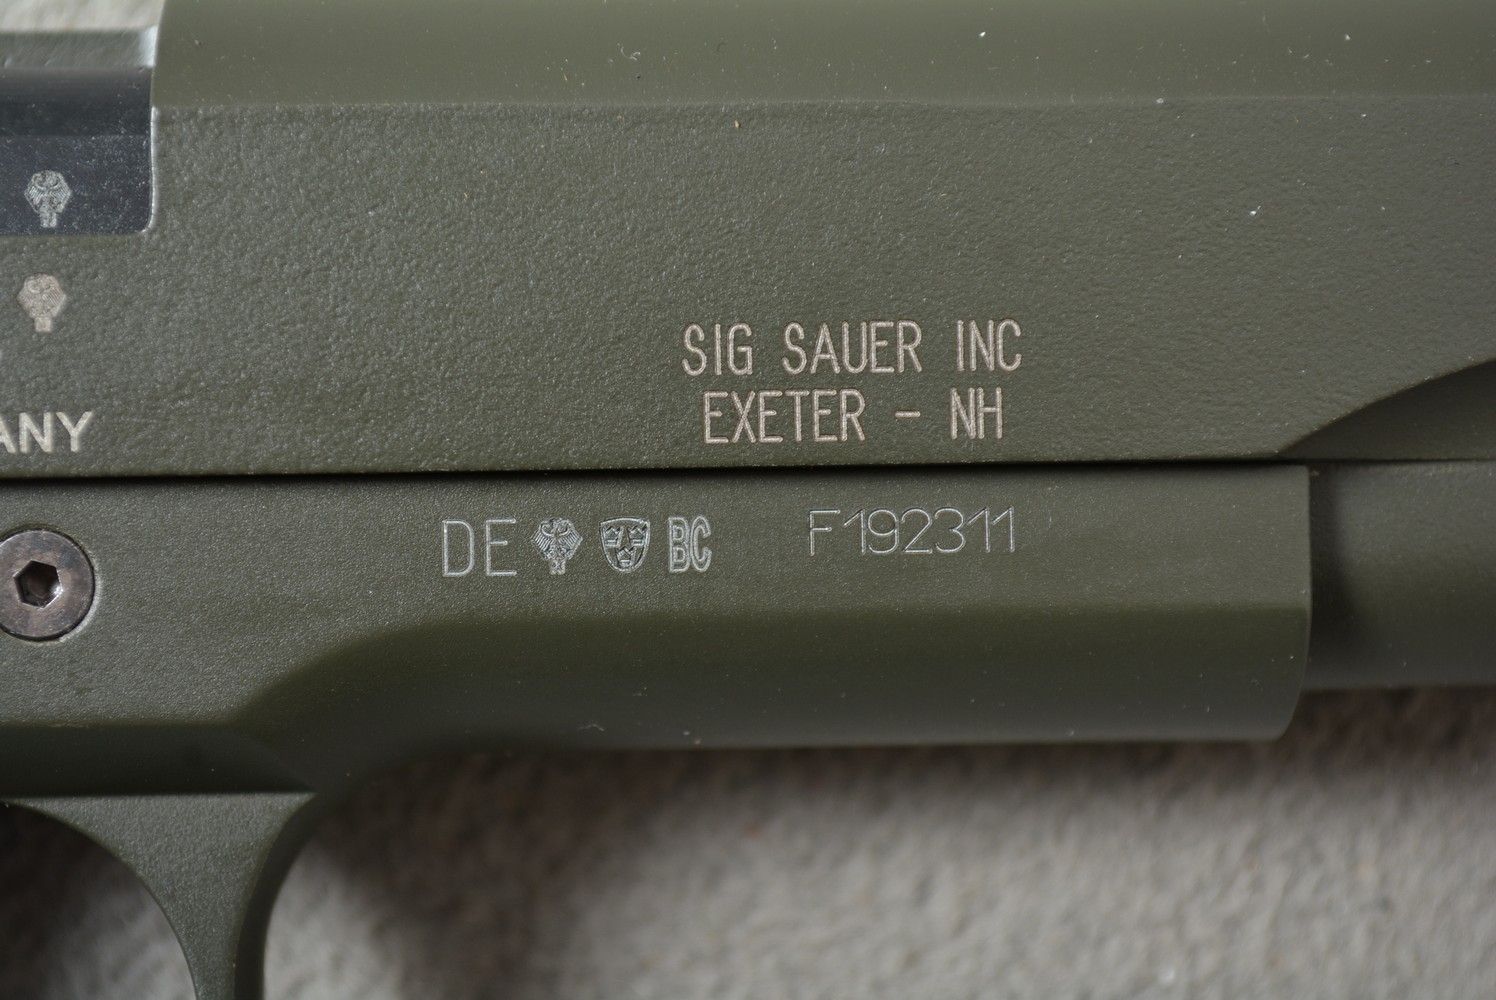 SIG SAUER INC
EXETER - NH
ANY
DE BC F192311